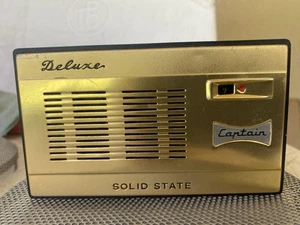 Deluxe
Captain
SOLID STATE